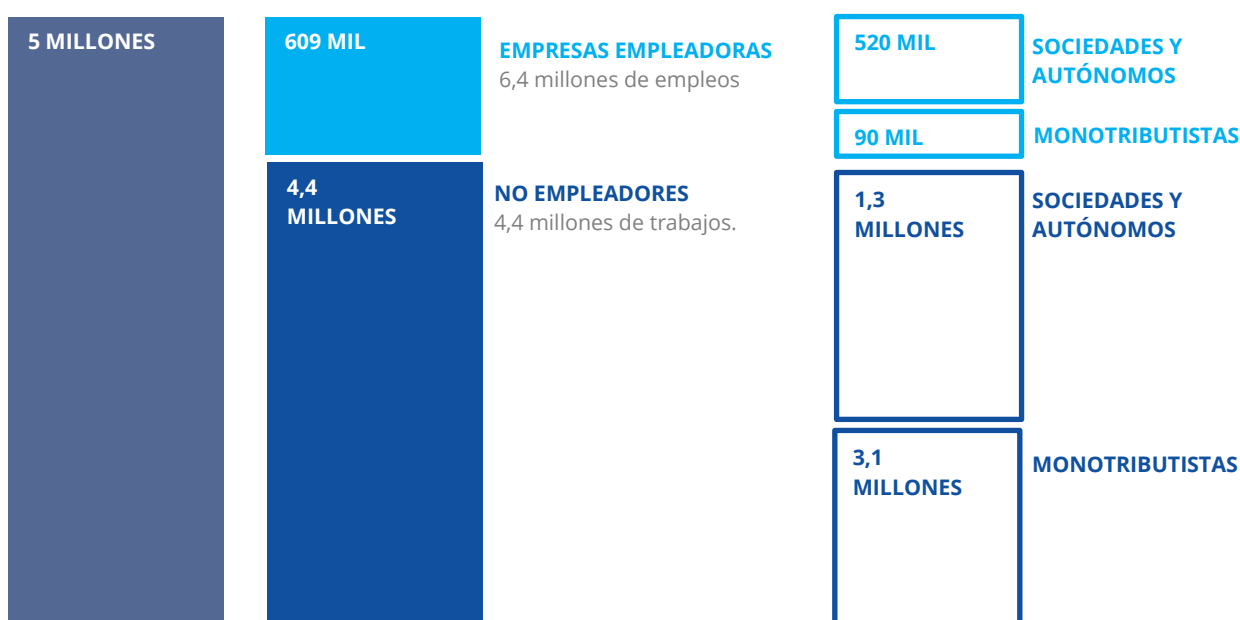 5 MILLONES
609 MIL
EMPRESAS EMPLEADORAS
6,4 millones de empleos
520 MIL
SOCIEDADES Y
AUTÓNOMOS
90 MIL
MONOTRIBUTISTAS
4,4
MILLONES
NO EMPLEADORES
4,4 millones de trabajos.
1,3
MILLONES
SOCIEDADES Y
AUTÓNOMOS
3,1
MILLONES
MONOTRIBUTISTAS